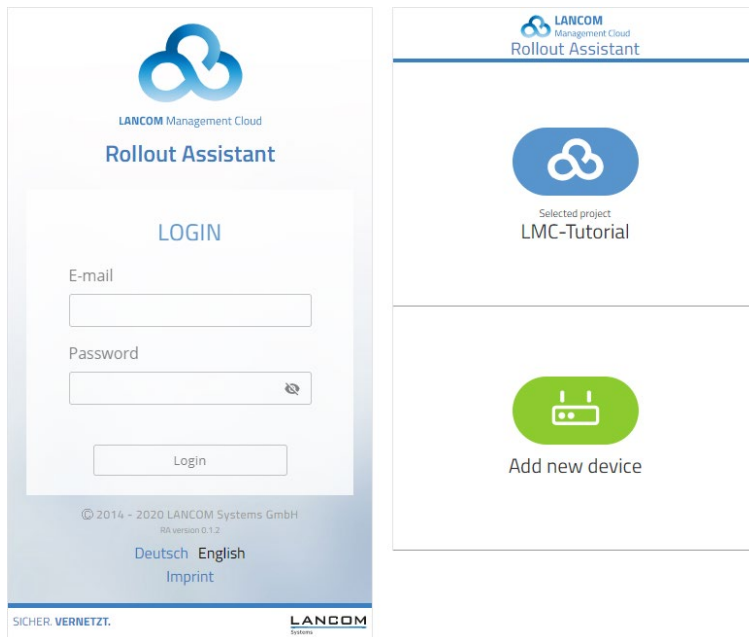 LANCOM Management Cloud
Rollout Assistant
LOGIN
E-mail
Password
Login
© 2014 - 2020 LANCOM Systems GmbH
RA version 0.1.2
Deutsch English
Imprint
SICHER. VERNETZT.
LANCOM
Systems
LANCOM
Management Cloud
Rollout Assistant
Selected project
LMC-Tutorial
Add new device